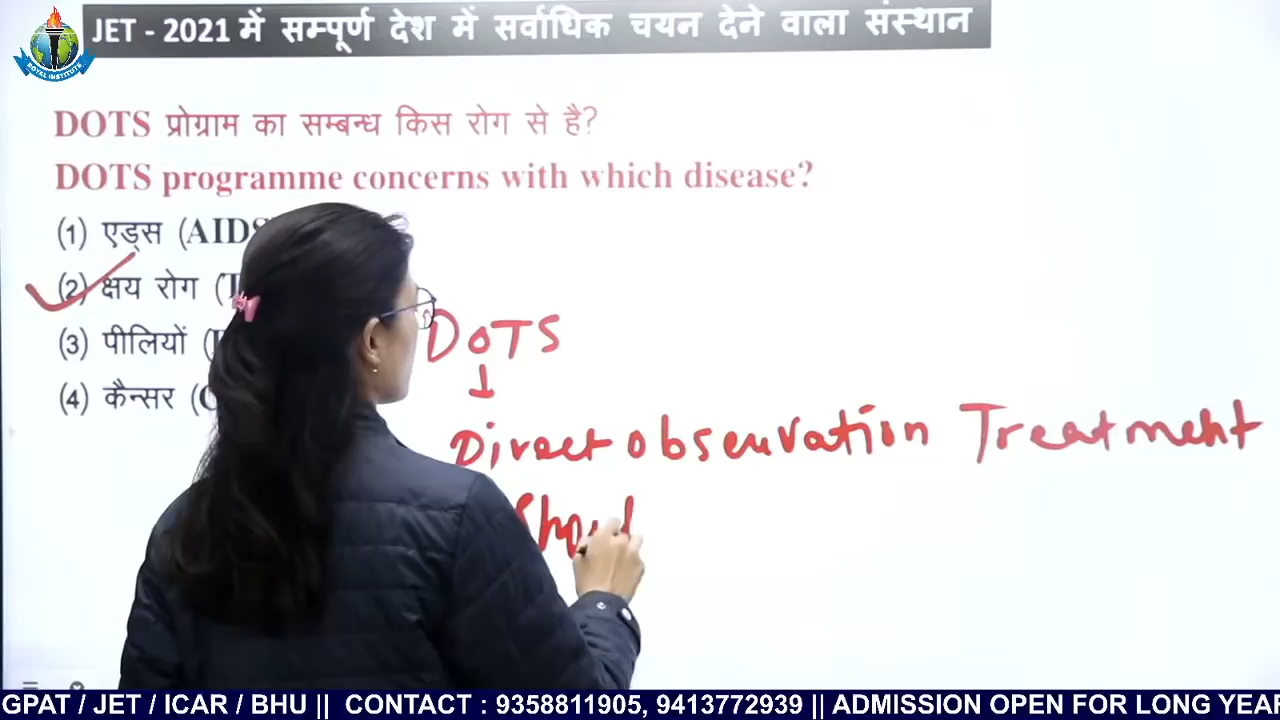 JET - 2021 में सम्पूर्ण देश में सर्वाधिक चयन देने वाला संस्थान
ROYAL INSTITUTE
DOTS प्रोग्राम का सम्बन्ध किस रोग से है?
DOTS programme concerns with which disease?
(1) एड्स (AIDS
(2) क्षय रोग (T
(3) पीलियों (
(4) कैन्सर (C
DOTS
Direct observation Treatment
GPAT / JET / ICAR / BHU || CONTACT : 9358811905, 9413772939 || ADMISSION OPEN FOR LONG YEAR